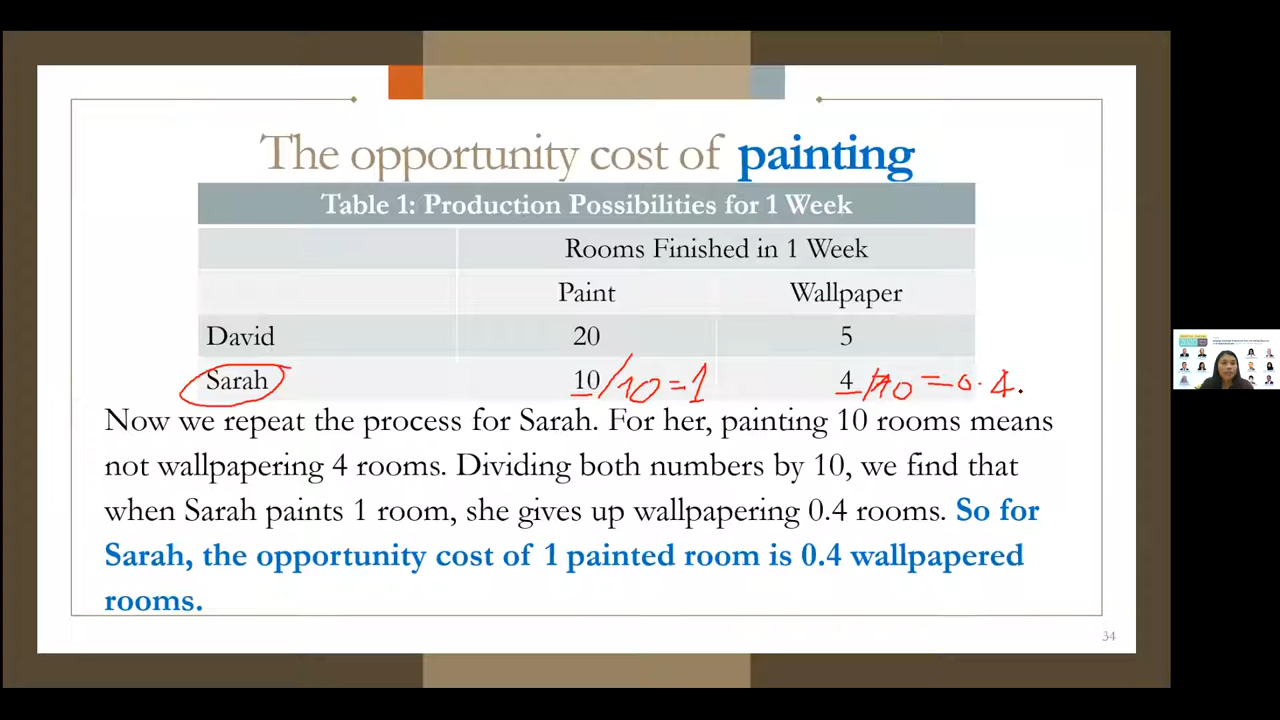 The opportunity cost of painting
Table 1: Production Possibilities for 1 Week
Rooms Finished in 1 Week
Paint Wallpaper
David 20 5
Sarah 10/10=1 4/10=0.4
Now we repeat the process for Sarah. For her, painting 10 rooms means
not wallpapering 4 rooms. Dividing both numbers by 10, we find that
when Sarah paints 1 room, she gives up wallpapering 0.4 rooms. So for
Sarah, the opportunity cost of 1 painted room is 0.4 wallpapered
rooms.
34